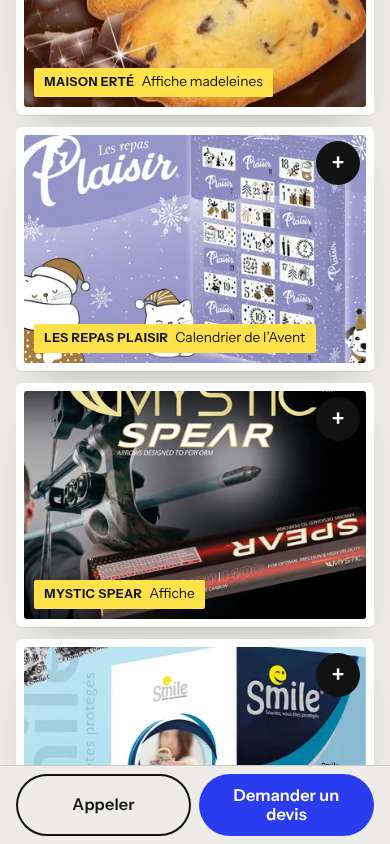 MAISON ERTÉ Affiche madeleines
Les repas
Plaisir
+
LES REPAS PLAISIR Calendrier de l'Avent
MYSTIC
SPEAR
ARROWS DESIGNED TO PERFORM
+
SPEAR
MYSTIC
MYSTIC SPEAR Affiche
Smile
Smile
+
Appeler
Demander un
devis